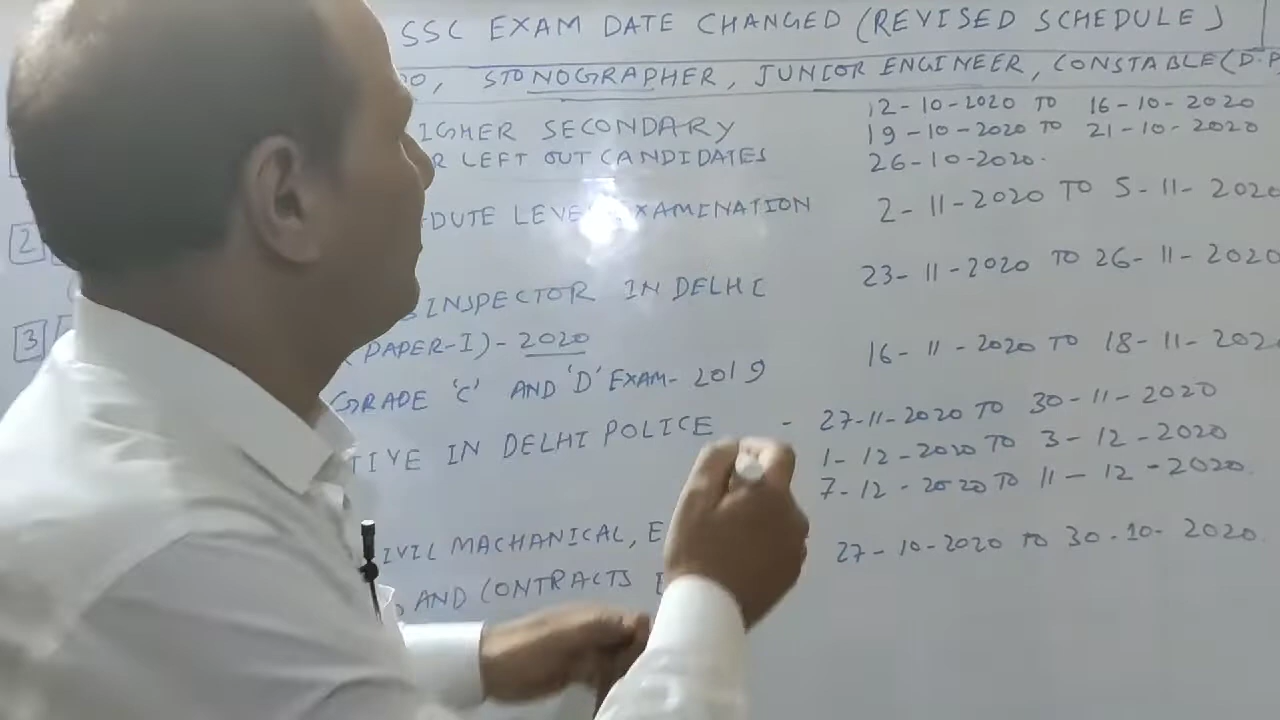 SSC EXAM DATE CHANGED (REVISED SCHEDULE)
STONOGRAPHER, JUNIOR ENGINEER, CONSTABLE (D.P
IGHER SECONDARY 12-10-2020 TO 16-10-2020
19-10-2020 TO 21-10-2020
R LEFT OUT CANDIDATES 26-10-2020.
2 DUTE LEVEL EXAMINATION 2-11-2020 TO 5-11-2020
INSPECTOR IN DELHI 23-11-2020 TO 26-11-2020
3 (PAPER-I)-2020
GRADE 'C' AND 'D' EXAM-2019 16-11-2020 TO 18-11-202
TIVE IN DELHI POLICE - 27-11-2020 TO 30-11-2020
1-12-2020 TO 3-12-2020
7-12-2020 TO 11-12-2020.
IVIL MACHANICAL, E 27-10-2020 TO 30-10-2020.
AND CONTRACTS